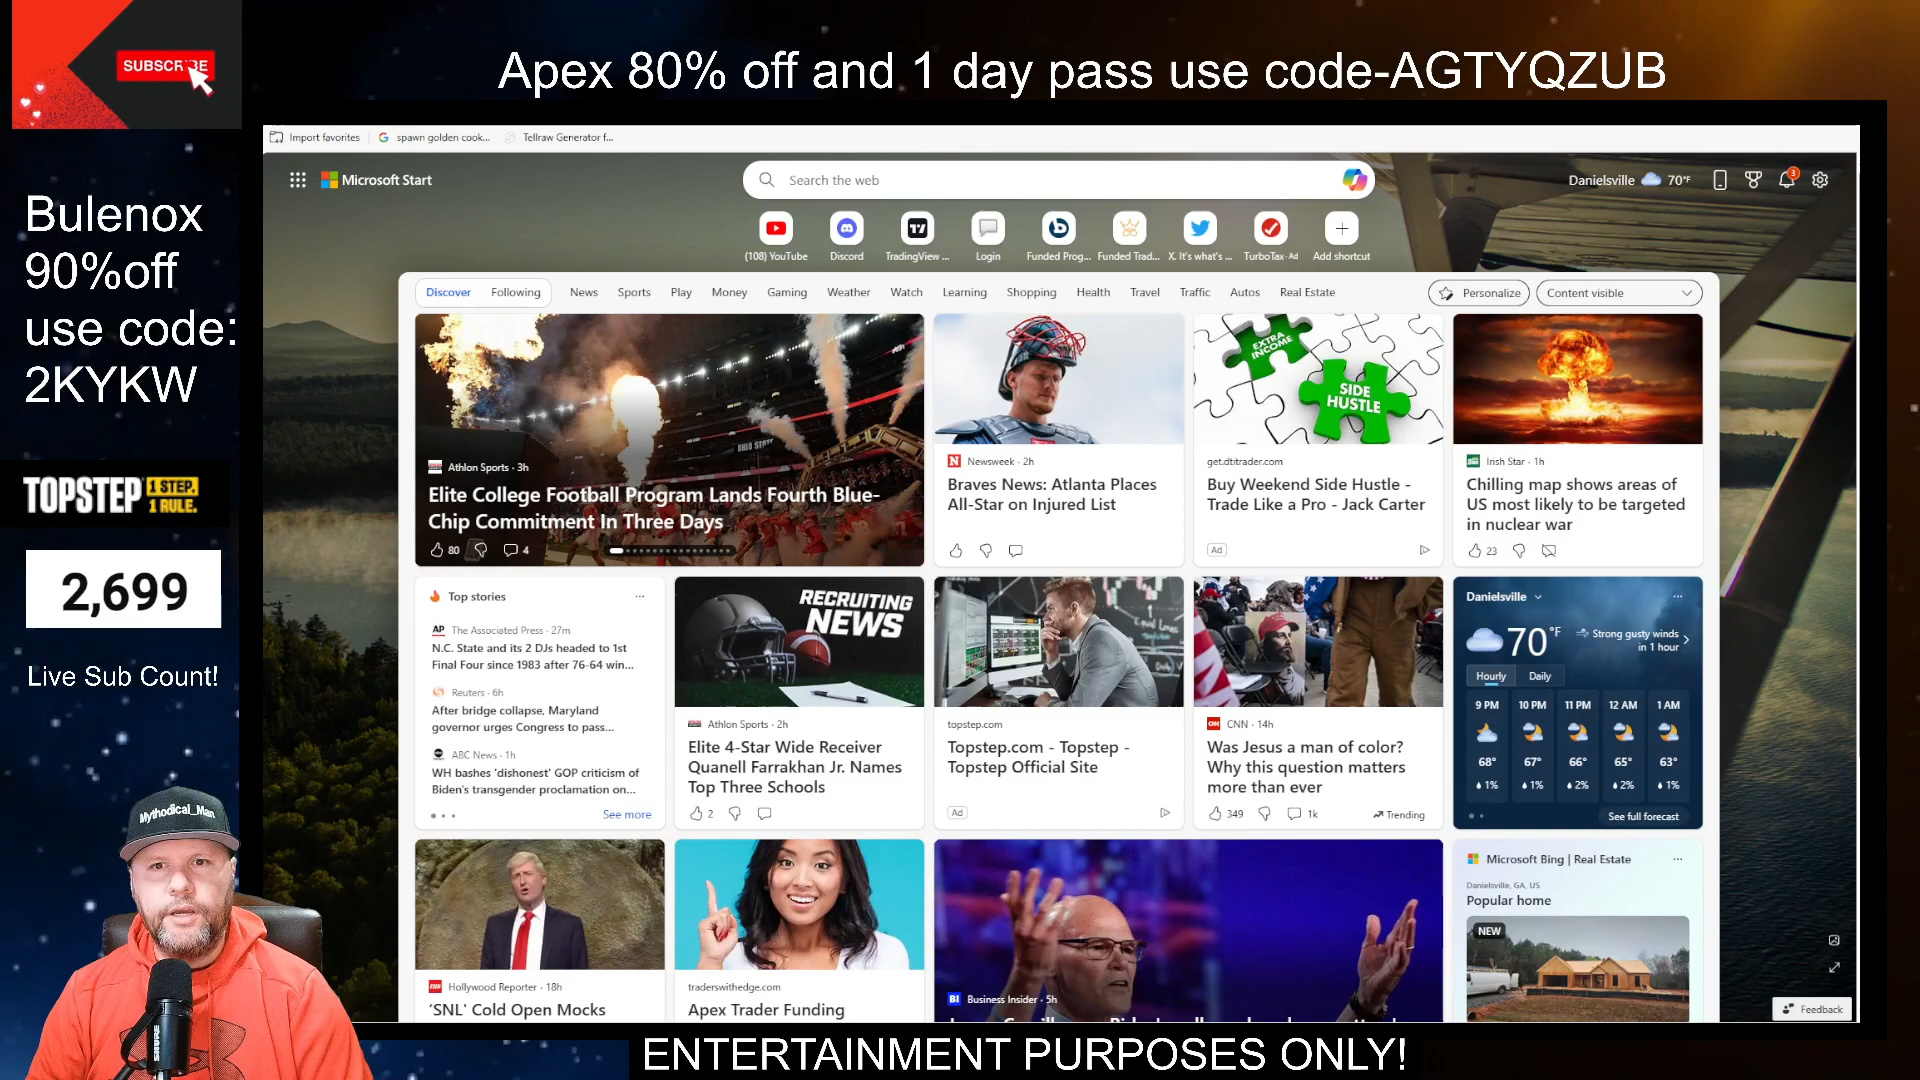 SUBSCRIBE
Apex 80% off and 1 day pass use code-AGTYQZUB
Bulenox
90%off
use code:
2KYKW
TOPSTEP 1 STEP. 1 RULE.
2,699
Live Sub Count!
Mythodical_Man
SHURE
Import favorites
spawn golden cook...
Tellraw Generator f...
Microsoft Start
Search the web
Danielsville 70°F
3
(108) YouTube
Discord
TradingView ...
Login
Funded Prog...
Funded Trad...
X. It's what's ...
TurboTax · Ad
Add shortcut
Discover
Following
News
Sports
Play
Money
Gaming
Weather
Watch
Learning
Shopping
Health
Travel
Traffic
Autos
Real Estate
Personalize
Content visible
OHIO STATE
Athlon Sports · 3h
Elite College Football Program Lands Fourth Blue-
Chip Commitment In Three Days
80
4
Newsweek · 2h
Braves News: Atlanta Places
All-Star on Injured List
EXTRA
INCOME
SIDE
HUSTLE
get.dtitrader.com
Buy Weekend Side Hustle -
Trade Like a Pro - Jack Carter
Ad
Irish Star · 1h
Chilling map shows areas of
US most likely to be targeted
in nuclear war
23
Top stories
AP The Associated Press · 27m
N.C. State and its 2 DJs headed to 1st
Final Four since 1983 after 76-64 win...
Reuters · 6h
After bridge collapse, Maryland
governor urges Congress to pass...
ABC News · 1h
WH bashes 'dishonest' GOP criticism of
Biden's transgender proclamation on...
See more
RECRUITING
NEWS
Athlon Sports · 2h
Elite 4-Star Wide Receiver
Quanell Farrakhan Jr. Names
Top Three Schools
2
topstep.com
Topstep.com - Topstep -
Topstep Official Site
Ad
CNN CNN · 14h
Was Jesus a man of color?
Why this question matters
more than ever
349
1k
Trending
Danielsville
70°F
Strong gusty winds
in 1 hour
Hourly
Daily
9 PM 10 PM 11 PM 12 AM 1 AM
68° 67° 66° 65° 63°
1% 1% 2% 2% 1%
See full forecast
Hollywood Reporter · 18h
'SNL' Cold Open Mocks
traderswithedge.com
Apex Trader Funding
BI Business Insider · 5h
Microsoft Bing | Real Estate
Danielsville, GA, US
Popular home
NEW
Feedback
ENTERTAINMENT PURPOSES ONLY!